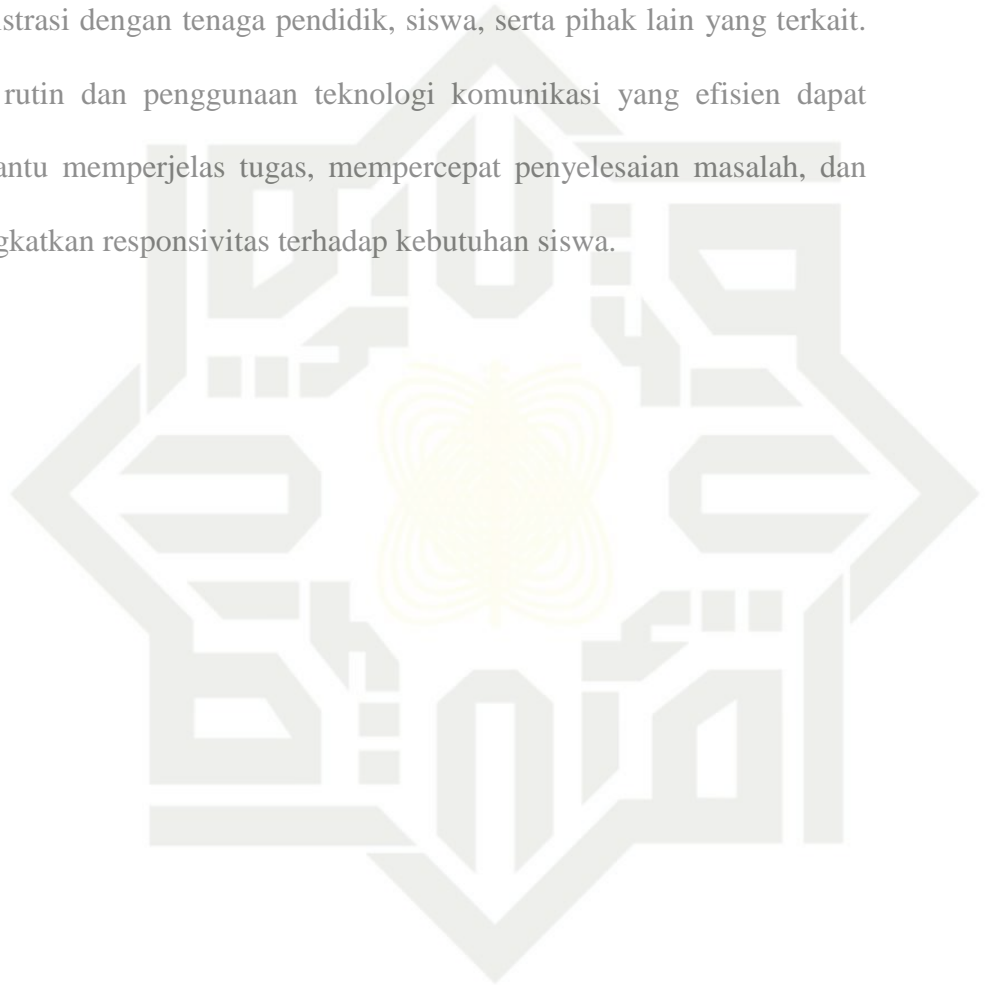 istrasi dengan tenaga pendidik, siswa, serta pihak lain yang terkait.
rutin dan penggunaan teknologi komunikasi yang efisien dapat
antu memperjelas tugas, mempercepat penyelesaian masalah, dan
gkatkan responsivitas terhadap kebutuhan siswa.